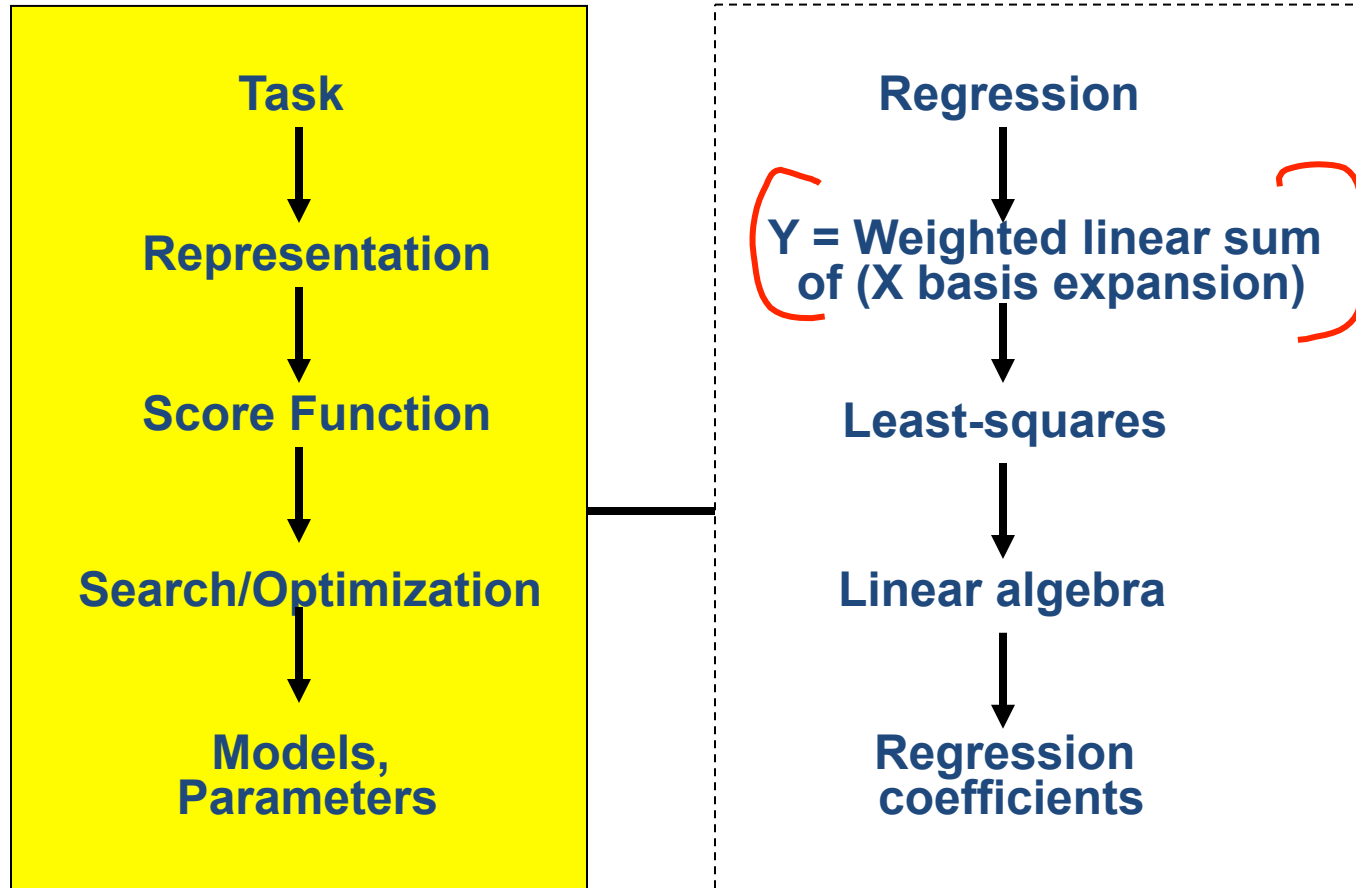 Task
Representation
Score Function
Search/Optimization
Models,
Parameters
Regression
Y = Weighted linear sum
of (X basis expansion)
Least-squares
Linear algebra
Regression
coefficients